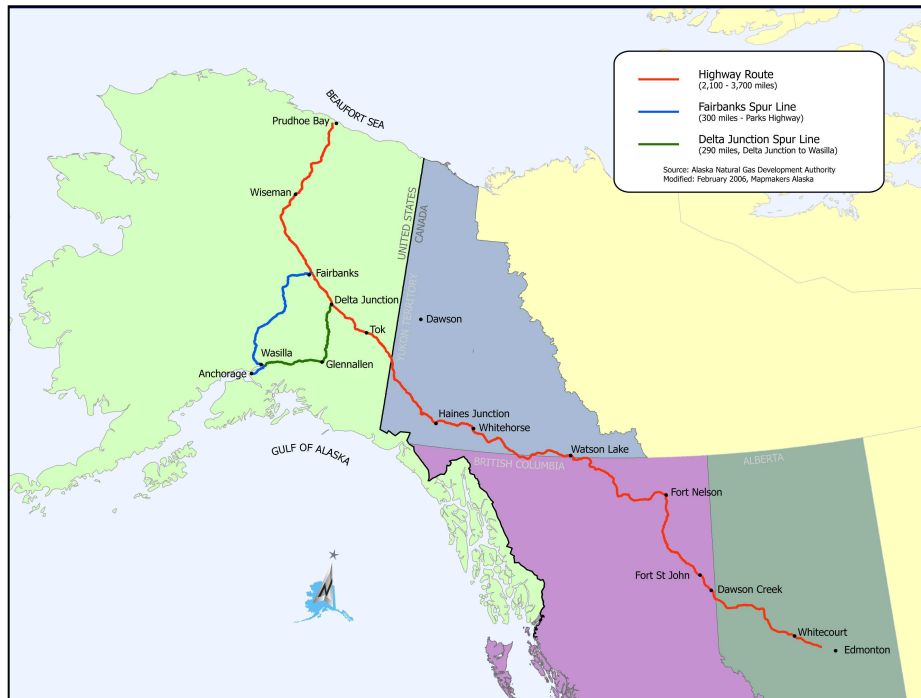 Highway Route
(2,100 - 3,700 miles)
Fairbanks Spur Line
(300 miles - Parks Highway)
Delta Junction Spur Line
(290 miles, Delta Junction to Wasilla)
Source: Alaska Natural Gas Development Authority
Modified: February 2006, Mapmakers Alaska
BEAUFORT SEA
Prudhoe Bay
Wiseman
UNITED STATES
CANADA
Fairbanks
YUKON TERRITORY
Delta Junction
Dawson
Tok
Wasilla
Glennallen
Anchorage
Haines Junction
Whitehorse
GULF OF ALASKA
Watson Lake
BRITISH COLUMBIA
ALBERTA
Fort Nelson
Fort St John
Dawson Creek
N
Whitecourt
Edmonton